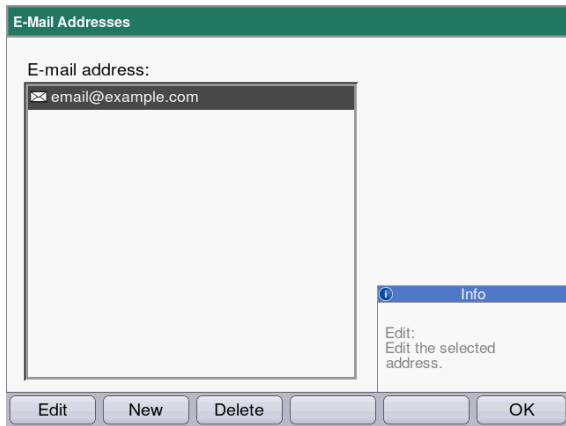 E-Mail Addresses
E-mail address:
email@example.com
Info
Edit:
Edit the selected
address.
Edit
New
Delete
OK